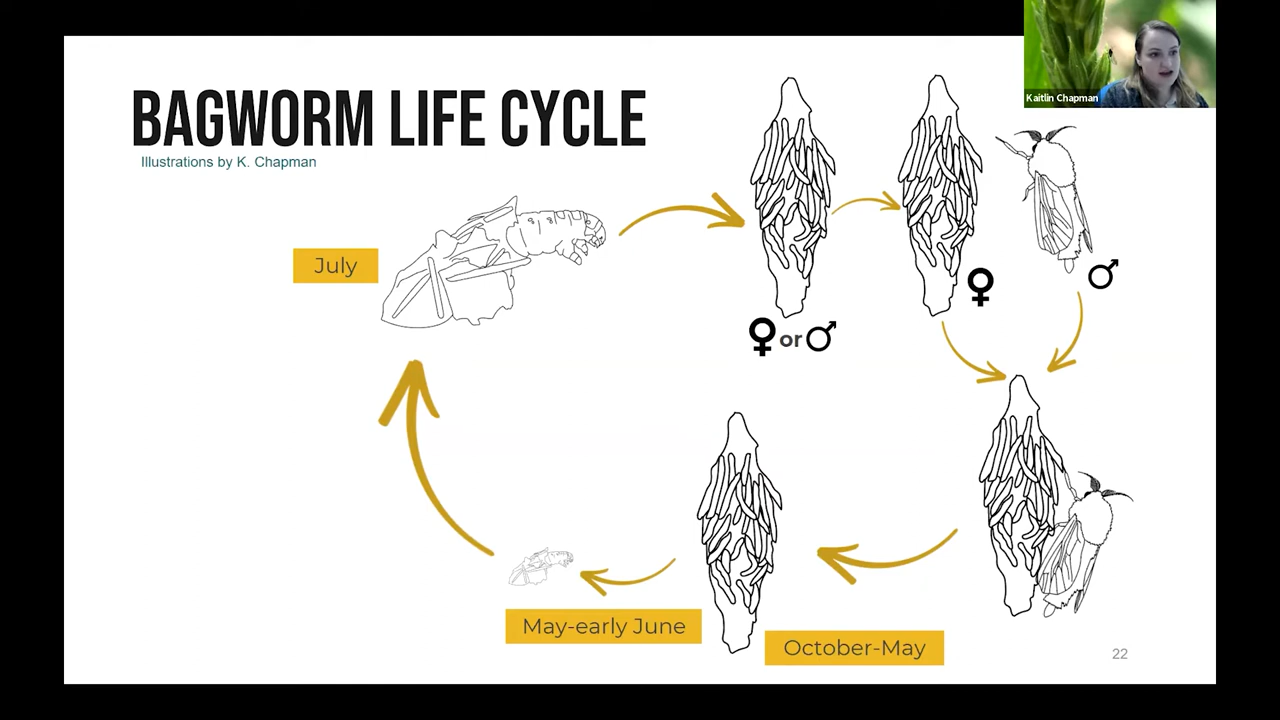 Kaitlin Chapman
BAGWORM LIFE CYCLE
Illustrations by K. Chapman
July
♀
♂
♀or♂
May-early June
October-May
22